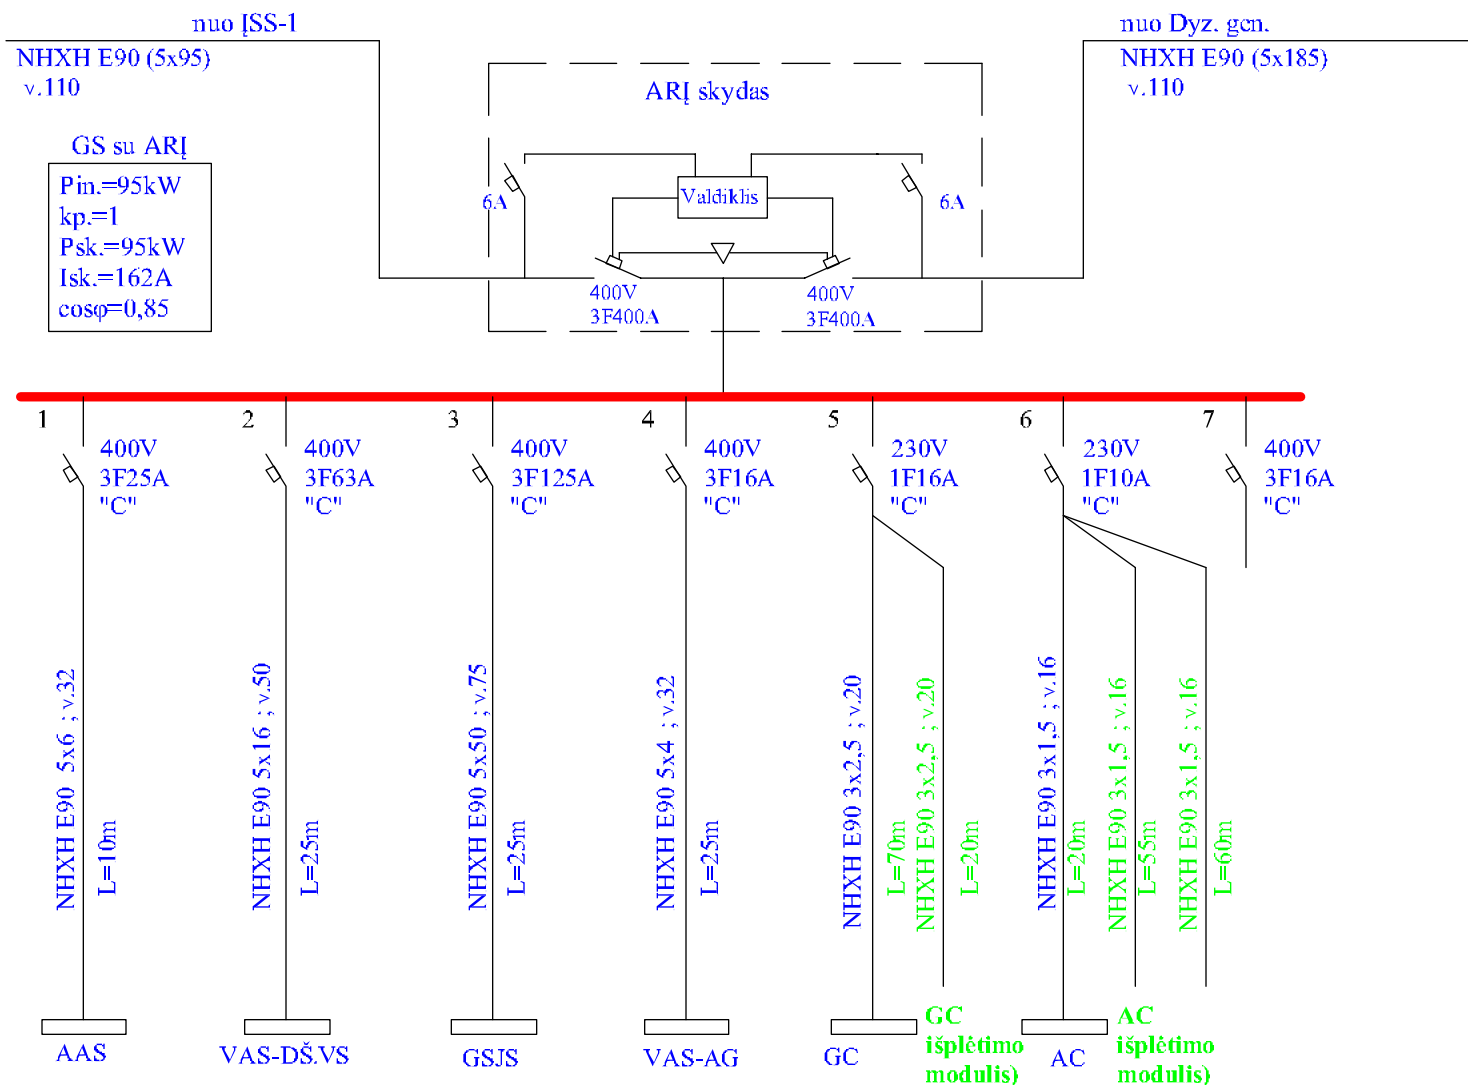 nuo ĮSS-1
NHXH E90 (5x95)
v.110
nuo Dyz. gen.
NHXH E90 (5x185)
v.110
ARĮ skydas
GS su ARĮ
Pin.=95kW
kp.=1
Psk.=95kW
Isk.=162A
cosφ=0,85
6A
Valdiklis
6A
400V
3F400A
400V
3F400A
1
400V
3F25A
"C"
2
400V
3F63A
"C"
3
400V
3F125A
"C"
4
400V
3F16A
"C"
5
230V
1F16A
"C"
6
230V
1F10A
"C"
7
400V
3F16A
"C"
NHXH E90 5x6 ; v.32
L=10m
NHXH E90 5x16 ; v.50
L=25m
NHXH E90 5x50 ; v.75
L=25m
NHXH E90 5x4 ; v.32
L=25m
NHXH E90 3x2,5 ; v.20
L=70m
NHXH E90 3x2,5 ; v.20
L=20m
NHXH E90 3x1,5 ; v.16
L=20m
NHXH E90 3x1,5 ; v.16
L=55m
NHXH E90 3x1,5 ; v.16
L=60m
AAS
VAS-DŠ.VS
GSJS
VAS-AG
GC
GC
išplėtimo
modulis)
AC
AC
išplėtimo
modulis)